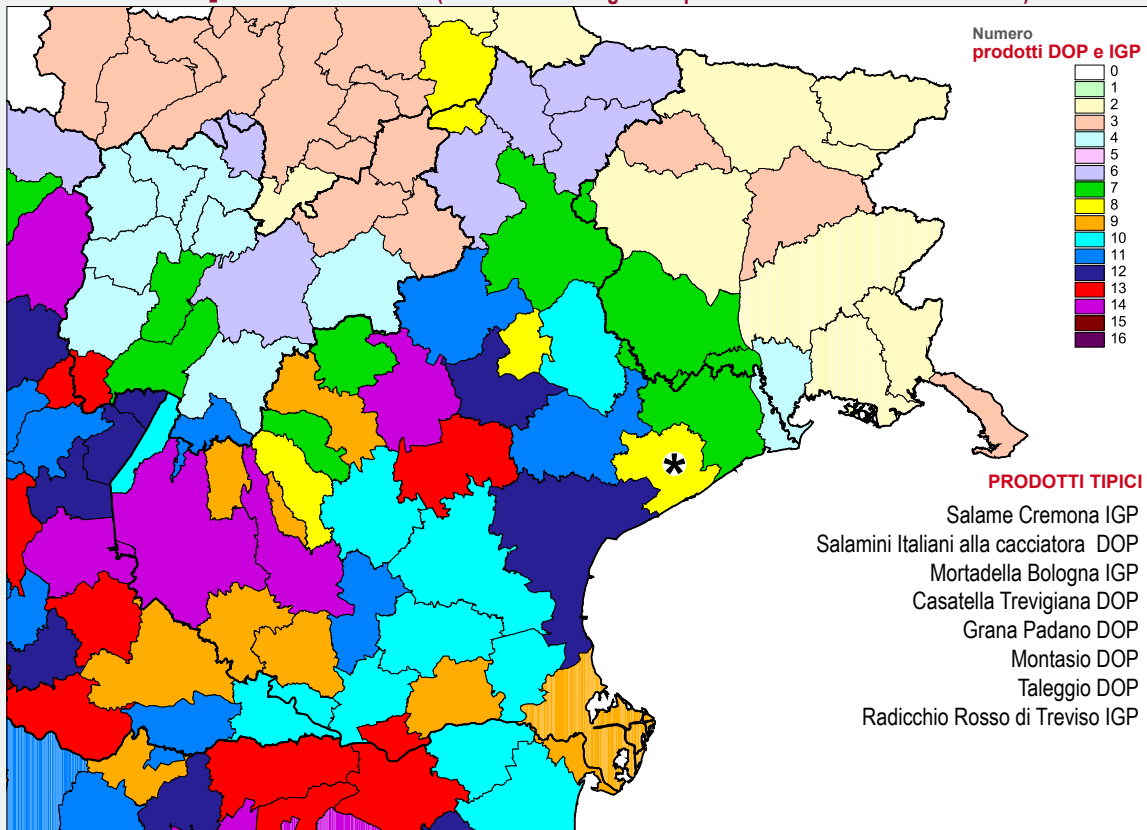 Numero
prodotti DOP e IGP
0
1
2
3
4
5
6
7
8
9
10
11
12
13
14
15
16
*
PRODOTTI TIPICI
Salame Cremona IGP
Salamini Italiani alla cacciatora DOP
Mortadella Bologna IGP
Casatella Trevigiana DOP
Grana Padano DOP
Montasio DOP
Taleggio DOP
Radicchio Rosso di Treviso IGP